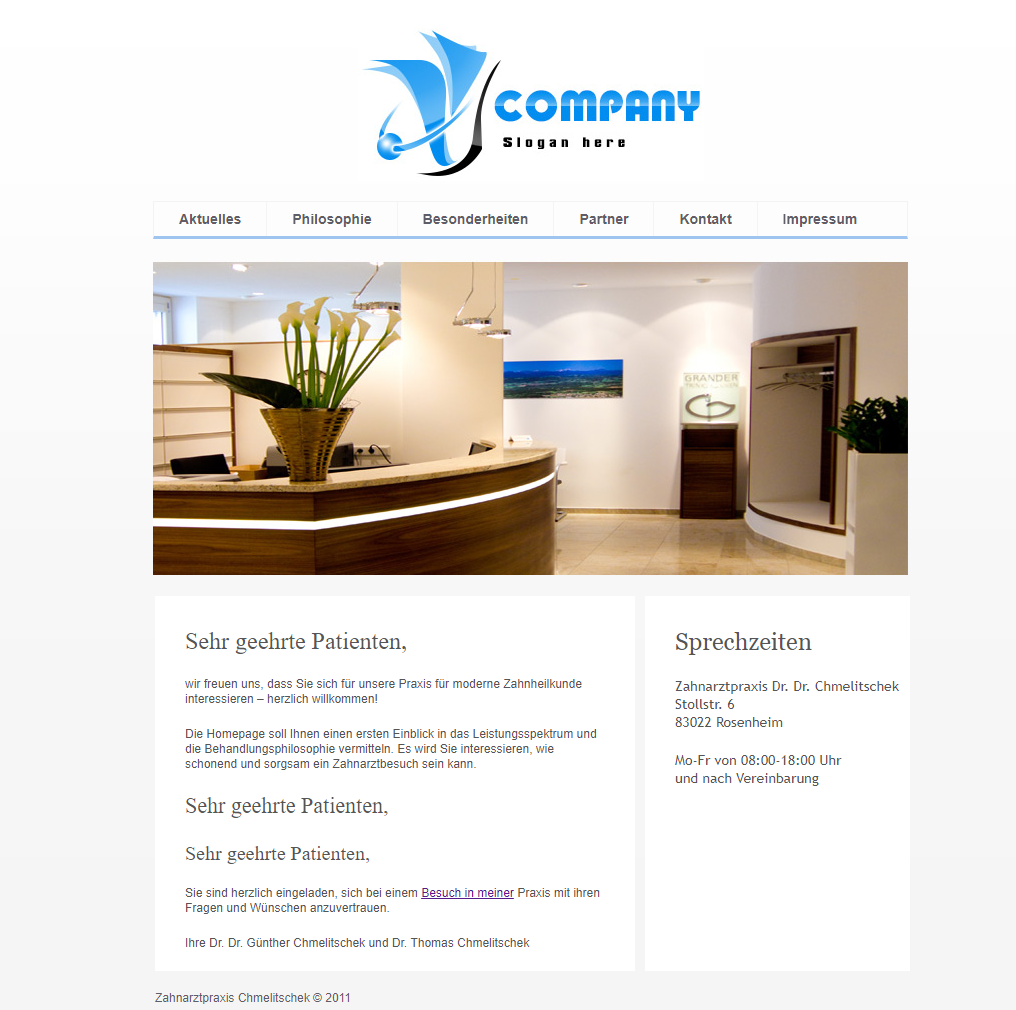 COMPANY
Slogan here
Aktuelles Philosophie Besonderheiten Partner Kontakt Impressum
GRANDER
Sehr geehrte Patienten,
wir freuen uns, dass Sie sich für unsere Praxis für moderne Zahnheilkunde
interessieren – herzlich willkommen!
Die Homepage soll Ihnen einen ersten Einblick in das Leistungsspektrum und
die Behandlungsphilosophie vermitteln. Es wird Sie interessieren, wie
schonend und sorgsam ein Zahnarztbesuch sein kann.
Sehr geehrte Patienten,
Sehr geehrte Patienten,
Sie sind herzlich eingeladen, sich bei einem Besuch in meiner Praxis mit ihren
Fragen und Wünschen anzuvertrauen.
Ihre Dr. Dr. Günther Chmelitschek und Dr. Thomas Chmelitschek
Sprechzeiten
Zahnarztpraxis Dr. Dr. Chmelitschek
Stollstr. 6
83022 Rosenheim
Mo-Fr von 08:00-18:00 Uhr
und nach Vereinbarung
Zahnarztpraxis Chmelitschek © 2011